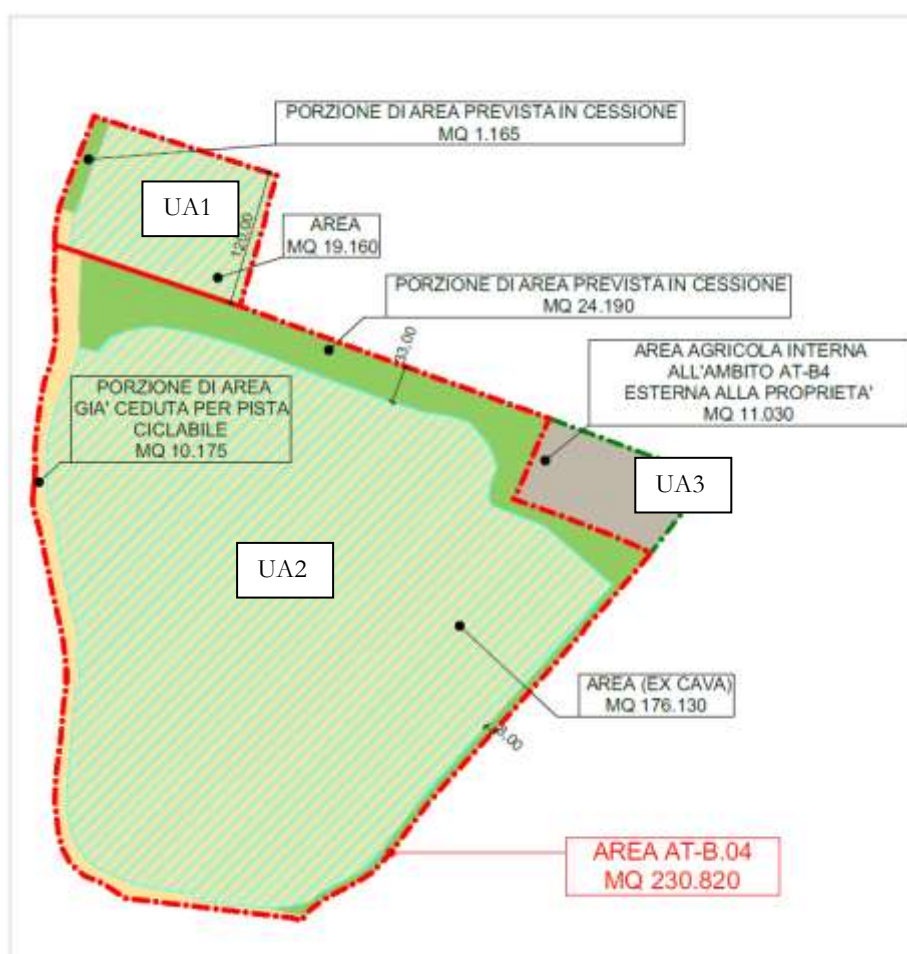 PORZIONE DI AREA PREVISTA IN CESSIONE
MQ 1.165
UA1
120,00
AREA
MQ 19.160
PORZIONE DI AREA PREVISTA IN CESSIONE
MQ 24.190
33,00
AREA AGRICOLA INTERNA
ALL'AMBITO AT-B4
ESTERNA ALLA PROPRIETA'
MQ 11.030
PORZIONE DI AREA
GIA' CEDUTA PER PISTA
CICLABILE
MQ 10.175
UA3
UA2
AREA (EX CAVA)
MQ 176.130
AREA AT-B.04
MQ 230.820